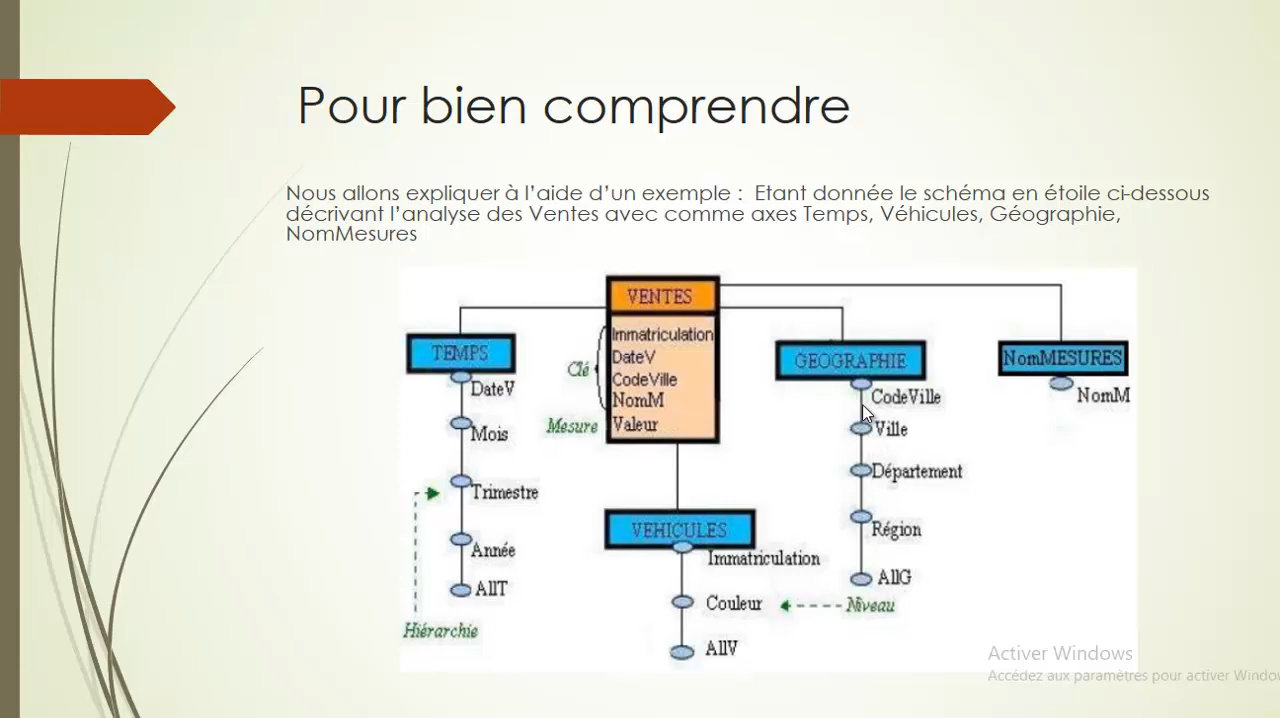 Pour bien comprendre
Nous allons expliquer à l'aide d'un exemple : Etant donnée le schéma en étoile ci-dessous
décrivant l'analyse des Ventes avec comme axes Temps, Véhicules, Géographie,
NomMesures
VENTES
Immatriculation
DateV
CodeVille
NomM
Valeur
Clé
Mesure
TEMPS
DateV
Mois
Trimestre
Année
AllT
Hiérarchie
VEHICULES
Immatriculation
Couleur
AllV
GEOGRAPHIE
CodeVille
Ville
Département
Région
AllG
Niveau
NomMESURES
NomM
Activer Windows
Accédez aux paramètres pour activer Windo